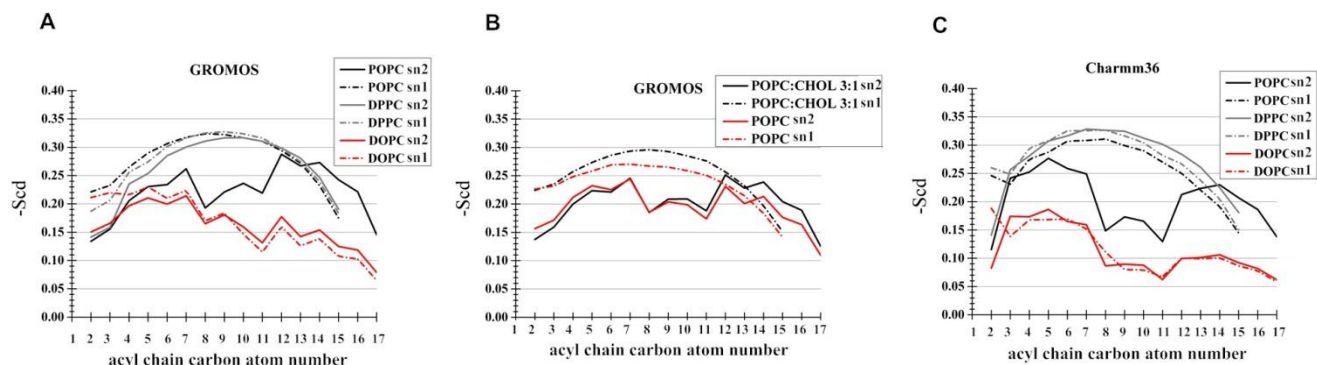 A
GROMOS
POPC sn2
POPC sn1
DPPC sn2
DPPC sn1
DOPC sn2
DOPC sn1
-Scd
0.40
0.35
0.30
0.25
0.20
0.15
0.10
0.05
0.00
1 2 3 4 5 6 7 8 9 10 11 12 13 14 15 16 17
acyl chain carbon atom number
B
GROMOS
POPC:CHOL 3:1 sn2
POPC:CHOL 3:1 sn1
POPC sn2
POPC sn1
-Scd
0.40
0.35
0.30
0.25
0.20
0.15
0.10
0.05
0.00
1 2 3 4 5 6 7 8 9 10 11 12 13 14 15 16 17
acyl chain carbon atom number
C
Charmm36
POPC sn2
POPC sn1
DPPC sn2
DPPC sn1
DOPC sn2
DOPC sn1
-Scd
0.40
0.35
0.30
0.25
0.20
0.15
0.10
0.05
0.00
1 2 3 4 5 6 7 8 9 10 11 12 13 14 15 16 17
acyl chain carbon atom number